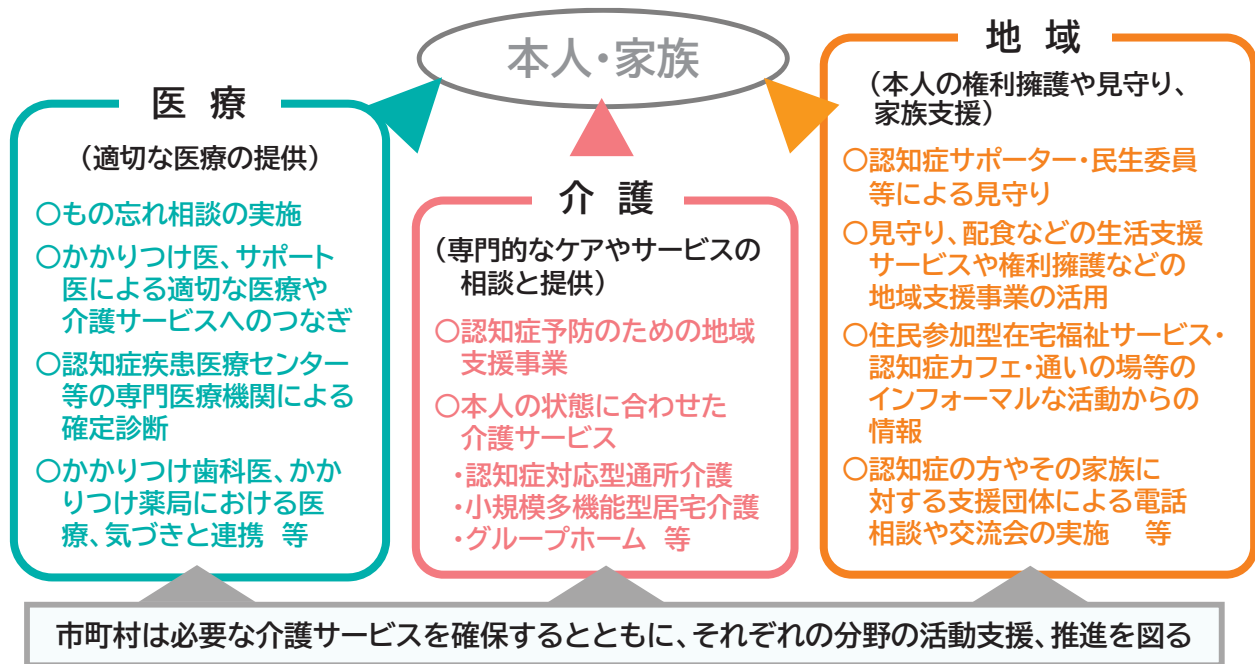 本人・家族
医 療
（適切な医療の提供）
○もの忘れ相談の実施
○かかりつけ医、サポート
医による適切な医療や
介護サービスへのつなぎ
○認知症疾患医療センター
等の専門医療機関による
確定診断
○かかりつけ歯科医、かか
りつけ薬局における医
療、気づきと連携 等
介 護
（専門的なケアやサービスの
相談と提供）
○認知症予防のための地域
支援事業
○本人の状態に合わせた
介護サービス
・認知症対応型通所介護
・小規模多機能型居宅介護
・グループホーム 等
地 域
（本人の権利擁護や見守り、
家族支援）
○認知症サポーター・民生委員
等による見守り
○見守り、配食などの生活支援
サービスや権利擁護などの
地域支援事業の活用
○住民参加型在宅福祉サービス・
認知症カフェ・通いの場等の
インフォーマルな活動からの
情報
○認知症の方やその家族に
対する支援団体による電話
相談や交流会の実施 等
市町村は必要な介護サービスを確保するとともに、それぞれの分野の活動支援、推進を図る